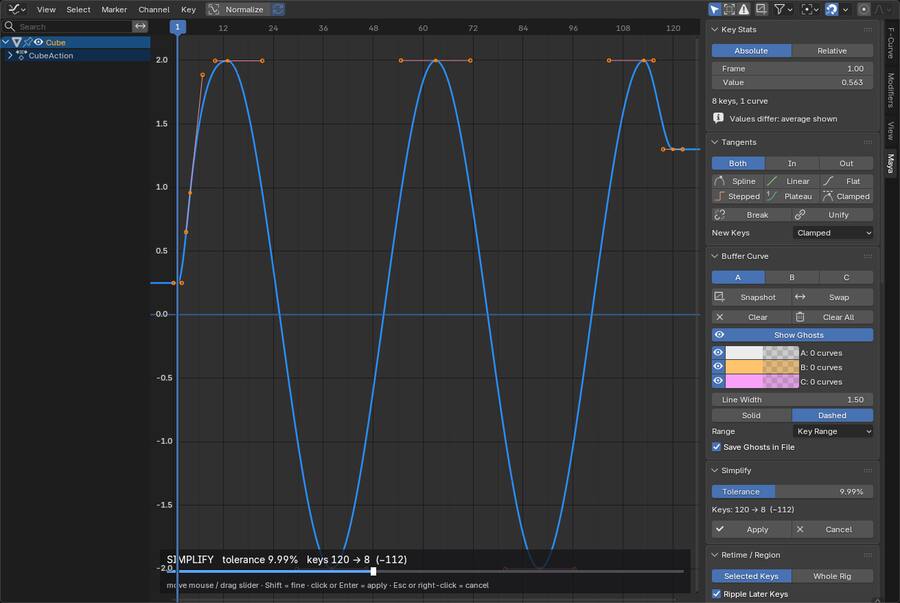 View Select Marker Channel Key Normalize
Search
1 12 24 36 48 60 72 84 96 108 120
Cube
CubeAction
2.0
1.5
1.0
0.5
0.0
-0.5
-1.0
-1.5
-2.0
SIMPLIFY tolerance 9.99% keys 120 → 8 (−112)
move mouse / drag slider · Shift = fine · click or Enter = apply · Esc or right-click = cancel
Key Stats
Absolute Relative
Frame 1.00
Value 0.563
8 keys, 1 curve
Values differ: average shown
Tangents
Both In Out
Spline Linear Flat
Stepped Plateau Clamped
Break Unify
New Keys Clamped
Buffer Curve
A B C
Snapshot Swap
Clear Clear All
Show Ghosts
A: 0 curves
B: 0 curves
C: 0 curves
Line Width 1.50
Solid Dashed
Range Key Range
Save Ghosts in File
Simplify
Tolerance 9.99%
Keys: 120 → 8 (−112)
Apply Cancel
Retime / Region
Selected Keys Whole Rig
Ripple Later Keys
F-Curve
Modifiers
View
Maya